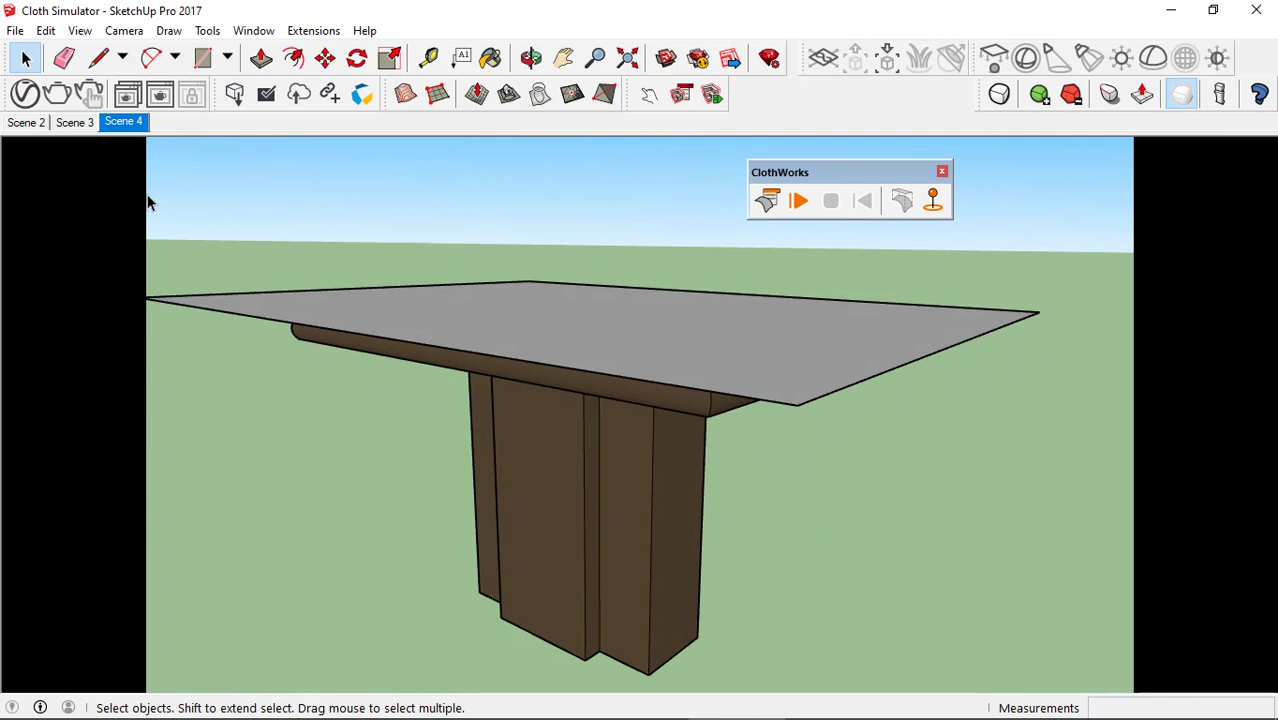 Cloth Simulator - SketchUp Pro 2017
File Edit View Camera Draw Tools Window Extensions Help
A1
Scene 2 Scene 3 Scene 4
ClothWorks
Select objects. Shift to extend select. Drag mouse to select multiple.
Measurements